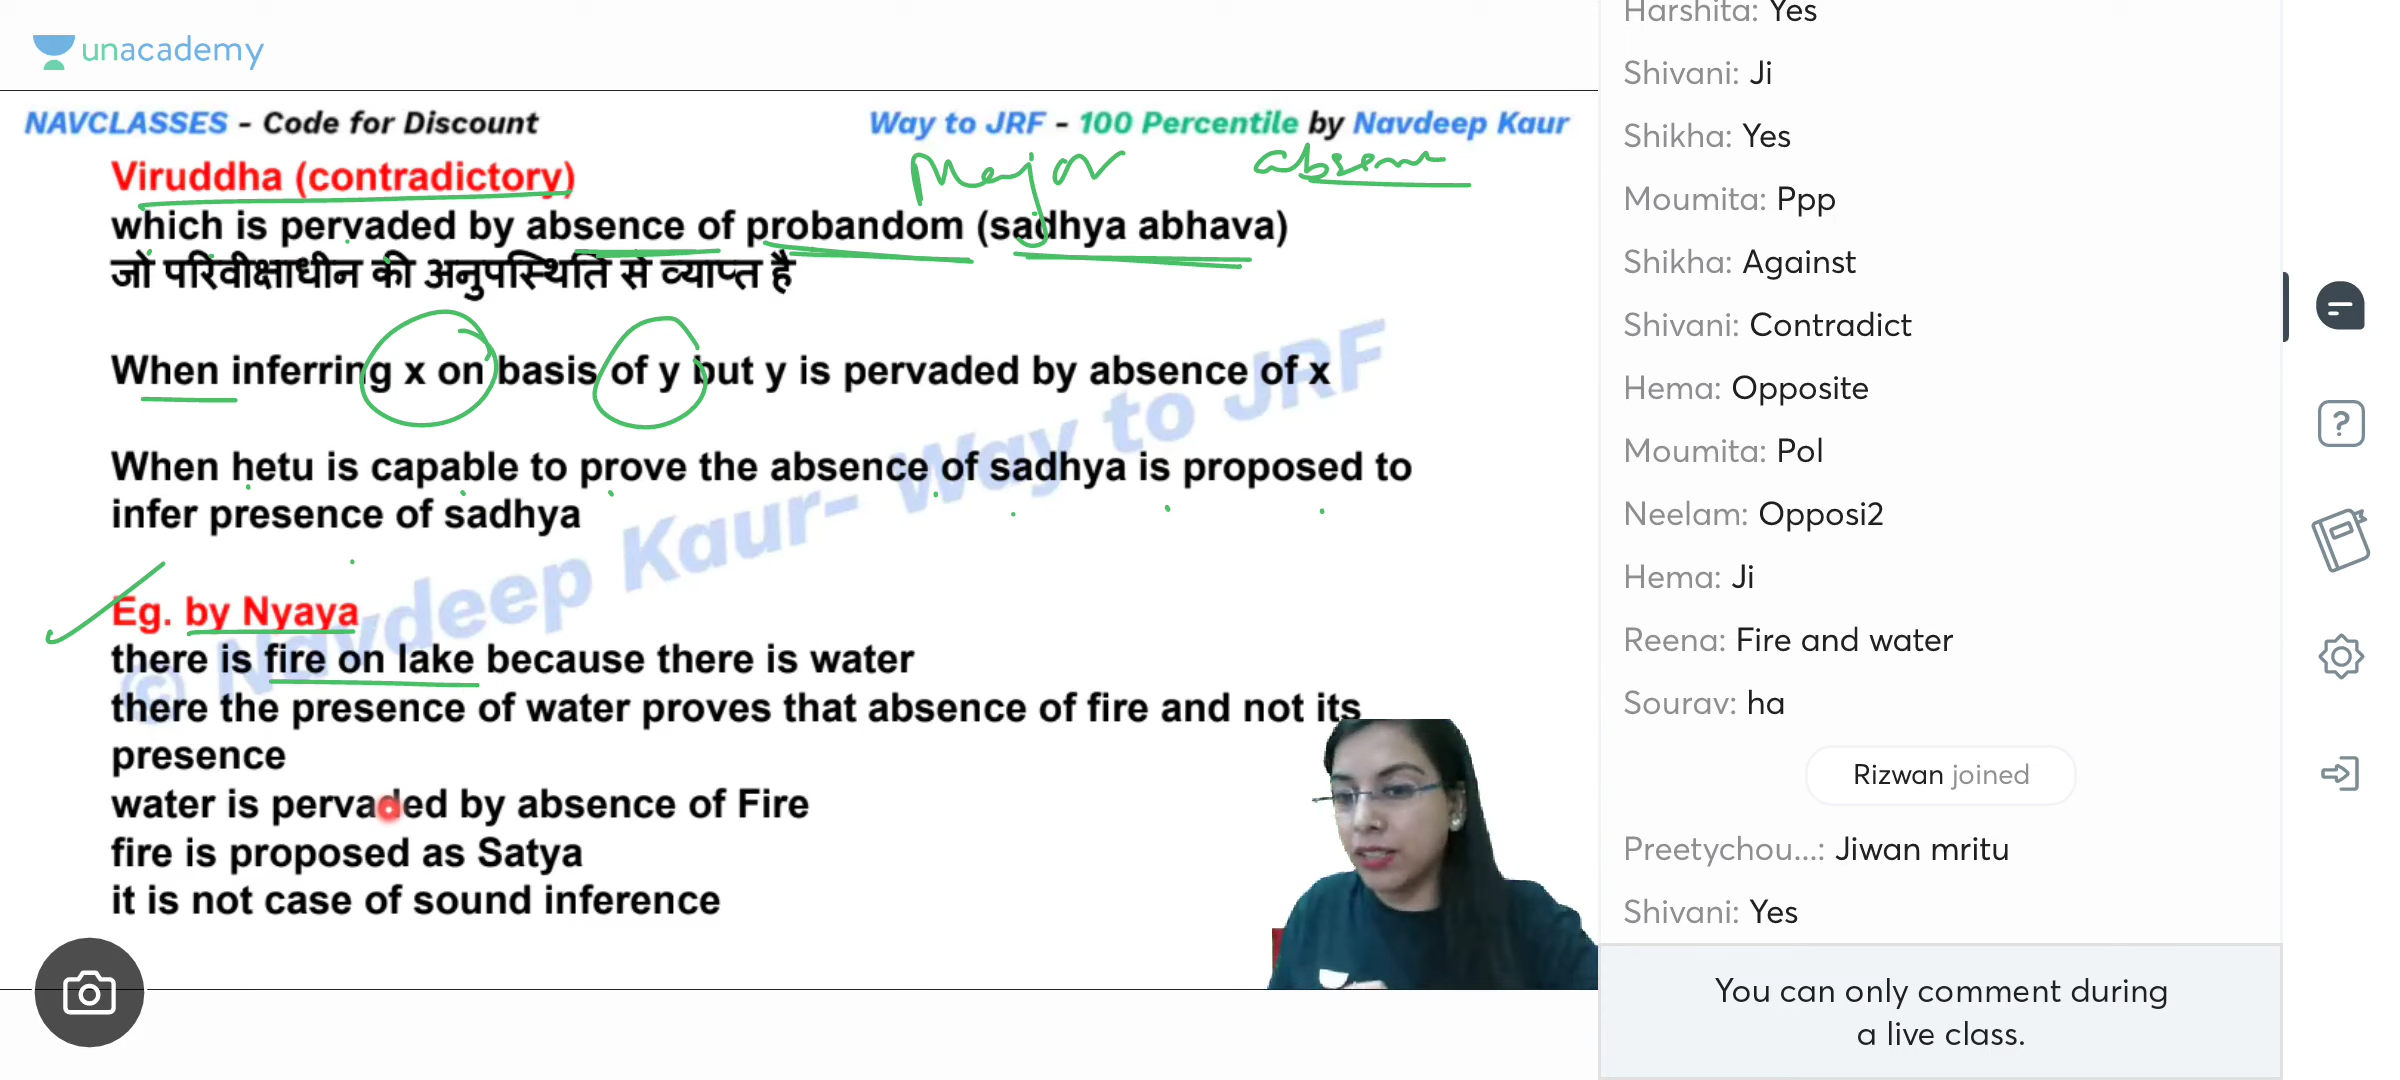 unacademy
NAVCLASSES - Code for Discount
Way to JRF - 100 Percentile by Navdeep Kaur
Major
Viruddha (contradictory)
which is pervaded by absence of probandom (sadhya abhava)
जो परिवीक्षाधीन की अनुपस्थिति से व्याप्त है
When inferring x on basis of y but y is pervaded by absence of x
When hetu is capable to prove the absence of sadhya is proposed to
infer presence of sadhya
Eg. by Nyaya
there is fire on lake because there is water
there the presence of water proves that absence of fire and not its
presence
water is pervaded by absence of Fire
fire is proposed as Satya
it is not case of sound inference
© Navdeep Kaur- Way to JRF
Harshita: Yes
Shivani: Ji
Shikha: Yes
Moumita: Ppp
Shikha: Against
Shivani: Contradict
Hema: Opposite
Moumita: Pol
Neelam: Opposi2
Hema: Ji
Reena: Fire and water
Sourav: ha
Rizwan joined
Preetychou...: Jiwan mritu
Shivani: Yes
You can only comment during
a live class.